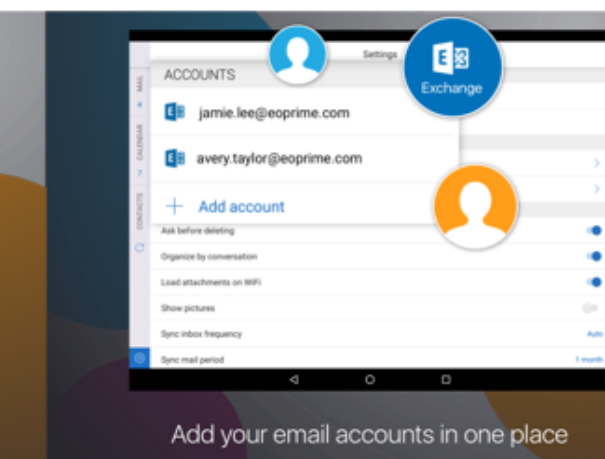 Settings
E
Exchange
ACCOUNTS
jamie.lee@eoprime.com
avery.taylor@eoprime.com
Add account
MAIL
CALENDAR
7
CONTACTS
Ask before deleting
Organize by conversation
Load attachments on WiFi
Show pictures
Sync inbox frequency
Auto
Sync mail period
1 month
Add your email accounts in one place